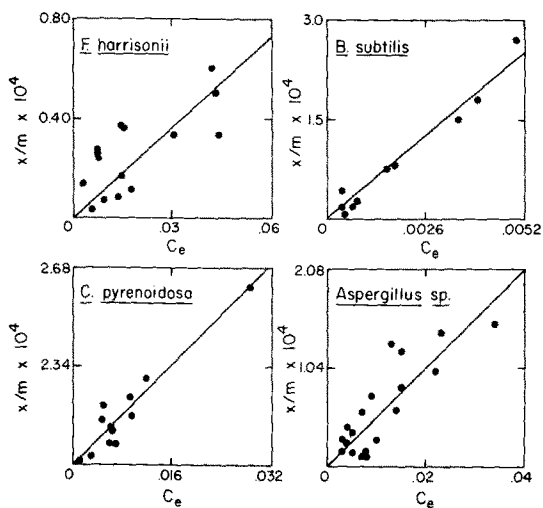 F. harrisonii
x/m × 10⁴
0.80
0.40
0
.03
.06
Cₑ
B. subtilis
x/m × 10⁴
3.0
1.5
0
.0026
.0052
Cₑ
C. pyrenoidosa
x/m × 10⁴
2.68
2.34
0
.016
.032
Cₑ
Aspergillus sp.
x/m × 10⁴
2.08
1.04
0
.02
.04
Cₑ